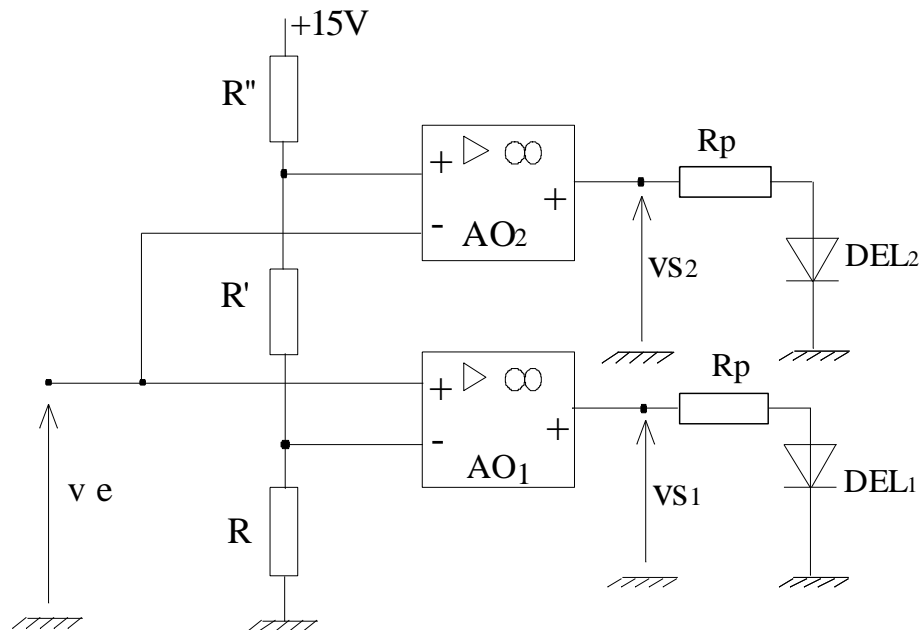 +15V
R"
+ ▷ ∞
+
-
AO2
Rp
vs2
DEL2
R'
+ ▷ ∞
+
-
AO1
Rp
vs1
DEL1
v e
R